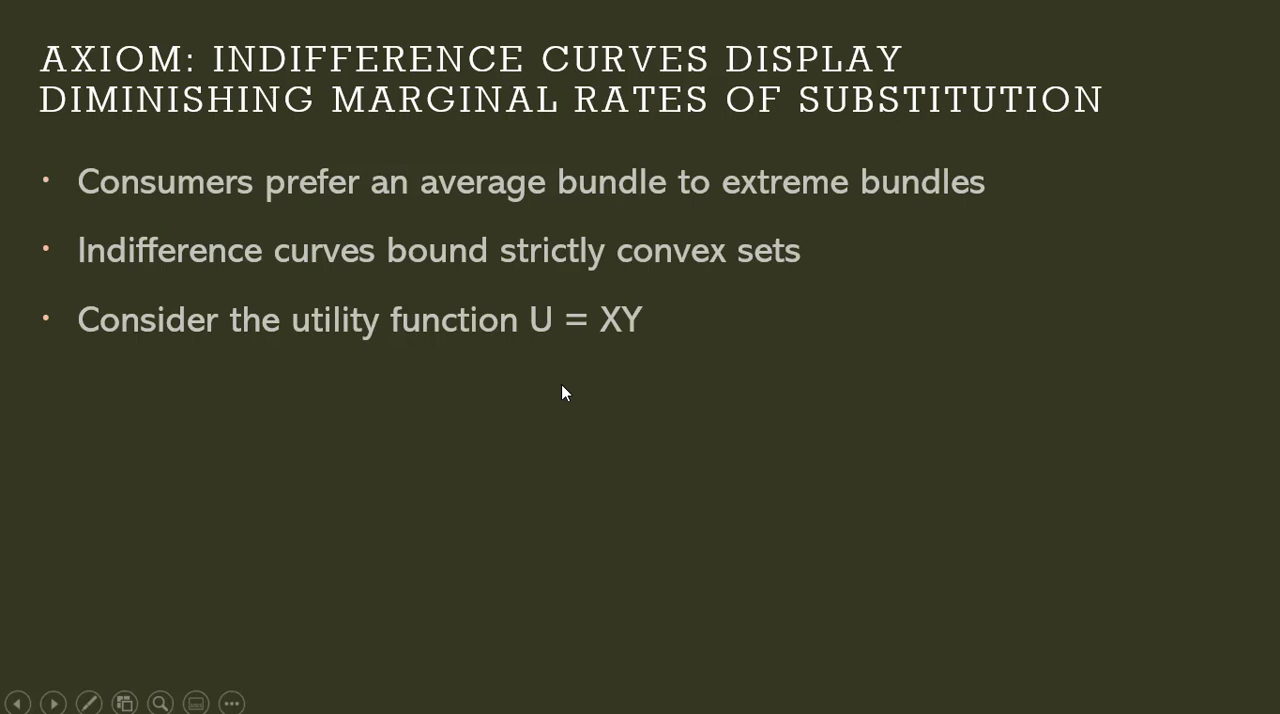 AXIOM: INDIFFERENCE CURVES DISPLAY
DIMINISHING MARGINAL RATES OF SUBSTITUTION
• Consumers prefer an average bundle to extreme bundles
• Indifference curves bound strictly convex sets
• Consider the utility function U = XY